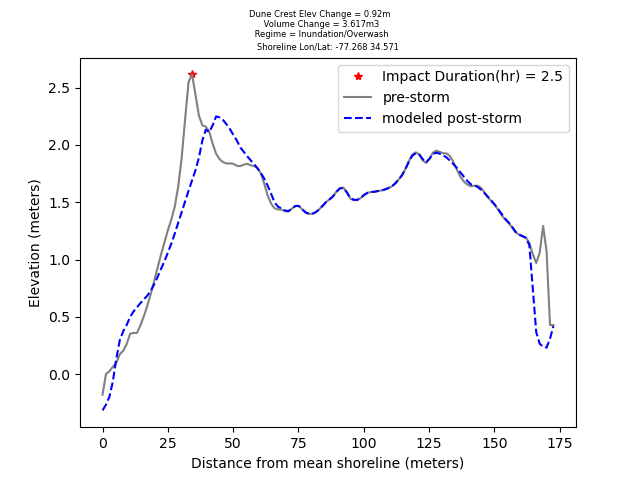 Dune Crest Elev Change = 0.92m
Volume Change = 3.617m3
Regime = Inundation/Overwash
Shoreline Lon/Lat: -77.268 34.571
Impact Duration(hr) = 2.5
pre-storm
modeled post-storm
Elevation (meters)
2.5
2.0
1.5
1.0
0.5
0.0
0 25 50 75 100 125 150 175
Distance from mean shoreline (meters)